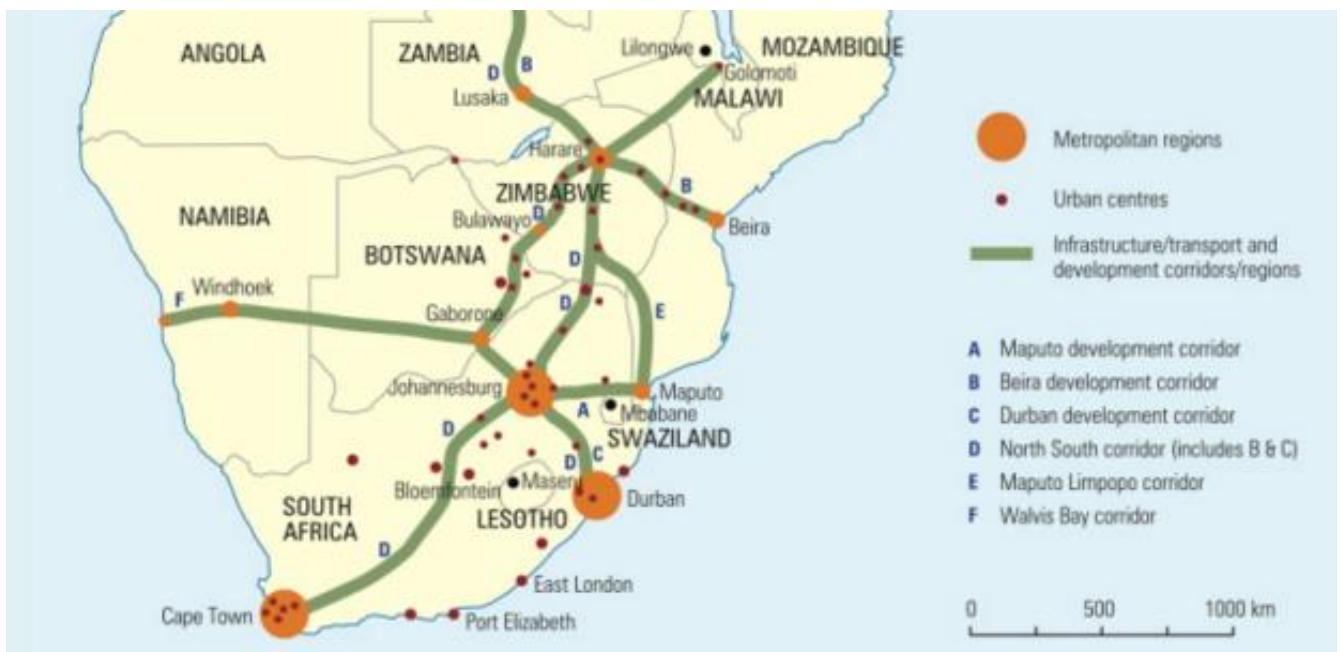 ANGOLA
ZAMBIA
Lilongwe
MOZAMBIQUE
D B
Golomoti
Lusaka
MALAWI
Harare
ZIMBABWE
B
NAMIBIA
Bulawayo
D
Beira
BOTSWANA
D
Windhoek
F
Gaborone
D
E
Johannesburg
Maputo
A
Mbabane
D
SWAZILAND
C
D
Bloemfontein
Maseru
Durban
SOUTH
AFRICA
LESOTHO
D
East London
Cape Town
Port Elizabeth
Metropolitan regions
Urban centres
Infrastructure/transport and
development corridors/regions
A Maputo development corridor
B Beira development corridor
C Durban development corridor
D North South corridor (includes B & C)
E Maputo Limpopo corridor
F Walvis Bay corridor
0 500 1000 km